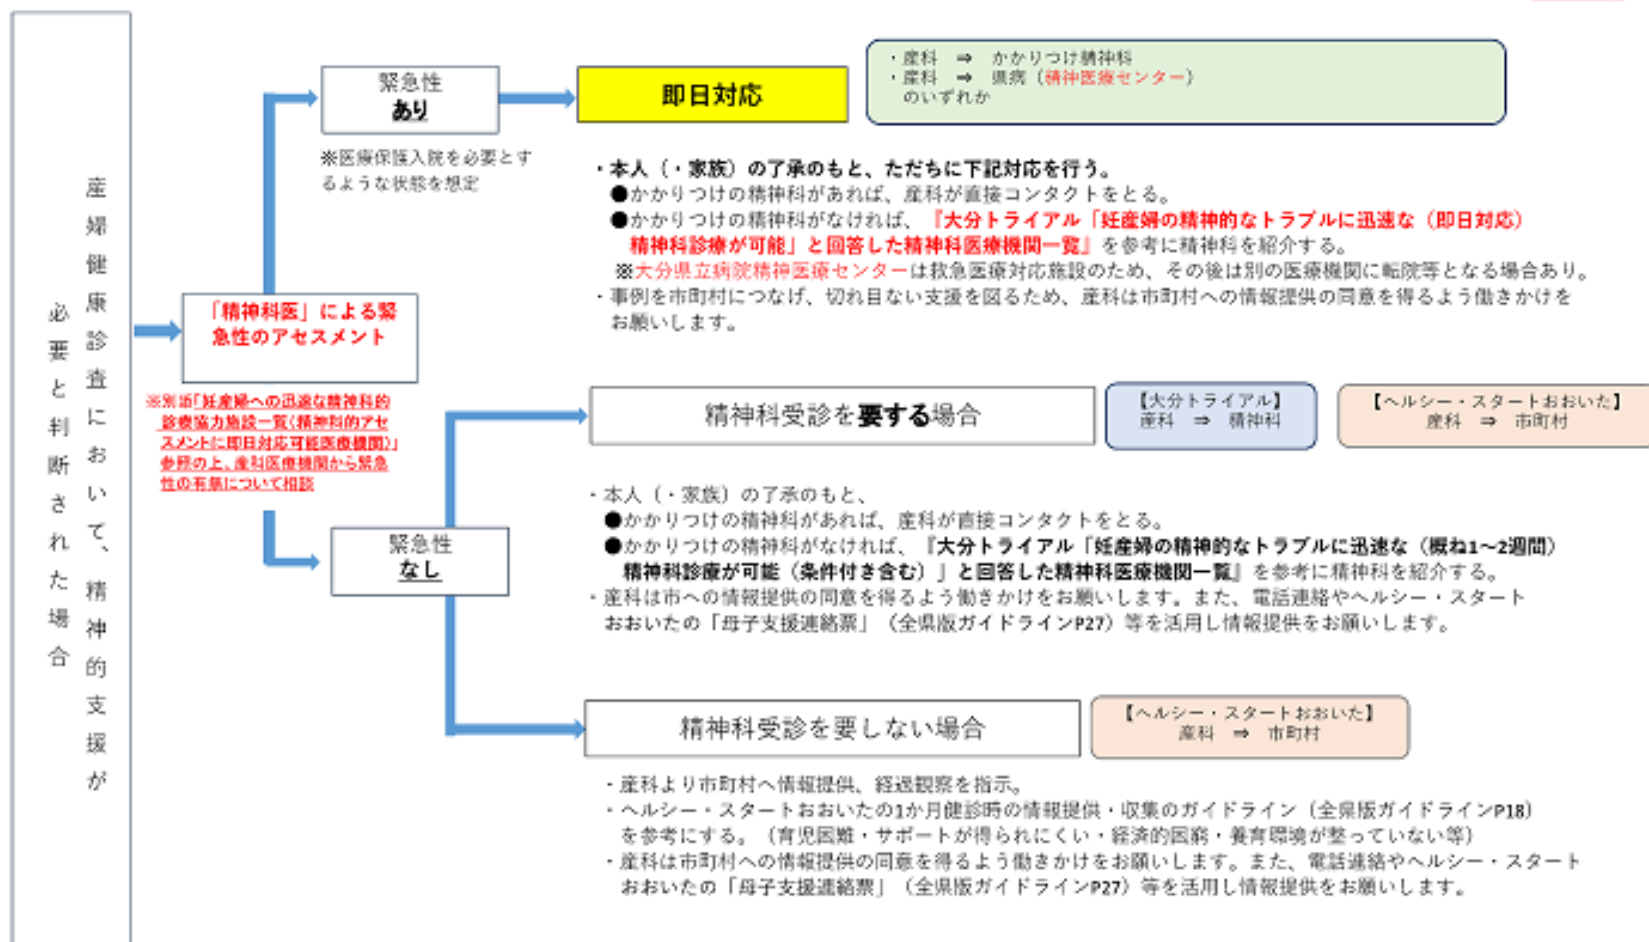 産婦健康診査において、精神的支援が
必要と判断された場合
「精神科医」による緊
急性のアセスメント
※別添「妊産婦への迅速な精神科的
診療協力施設一覧(精神科的アセ
スメントに即日対応可能医療機関)」
参照の上、産科医療機関から緊急
性の有無について相談
緊急性
あり
※医療保護入院を必要とす
るような状態を想定
即日対応
・産科 ⇒ かかりつけ精神科
・産科 ⇒ 県病（精神医療センター）
のいずれか
・本人（・家族）の了承のもと、ただちに下記対応を行う。
●かかりつけの精神科があれば、産科が直接コンタクトをとる。
●かかりつけの精神科がなければ、『大分トライアル「妊産婦の精神的なトラブルに迅速な（即日対応）
精神科診療が可能」と回答した精神科医療機関一覧』を参考に精神科を紹介する。
※大分県立病院精神医療センターは救急医療対応施設のため、その後は別の医療機関に転院等となる場合あり。
・事例を市町村につなげ、切れ目ない支援を図るため、産科は市町村への情報提供の同意を得るよう働きかけを
お願いします。
緊急性
なし
精神科受診を要する場合
【大分トライアル】
産科 ⇒ 精神科
【ヘルシー・スタートおおいた】
産科 ⇒ 市町村
・本人（・家族）の了承のもと、
●かかりつけの精神科があれば、産科が直接コンタクトをとる。
●かかりつけの精神科がなければ、『大分トライアル「妊産婦の精神的なトラブルに迅速な（概ね1～2週間）
精神科診療が可能（条件付き含む）」と回答した精神科医療機関一覧』を参考に精神科を紹介する。
・産科は市への情報提供の同意を得るよう働きかけをお願いします。また、電話連絡やヘルシー・スタート
おおいたの「母子支援連絡票」（全県版ガイドラインP27）等を活用し情報提供をお願いします。
精神科受診を要しない場合
【ヘルシー・スタートおおいた】
産科 ⇒ 市町村
・産科より市町村へ情報提供、経過観察を指示。
・ヘルシー・スタートおおいたの1か月健診時の情報提供・収集のガイドライン（全県版ガイドラインP18）
を参考にする。（育児困難・サポートが得られにくい・経済的困窮・養育環境が整っていない等）
・産科は市町村への情報提供の同意を得るよう働きかけをお願いします。また、電話連絡やヘルシー・スタート
おおいたの「母子支援連絡票」（全県版ガイドラインP27）等を活用し情報提供をお願いします。